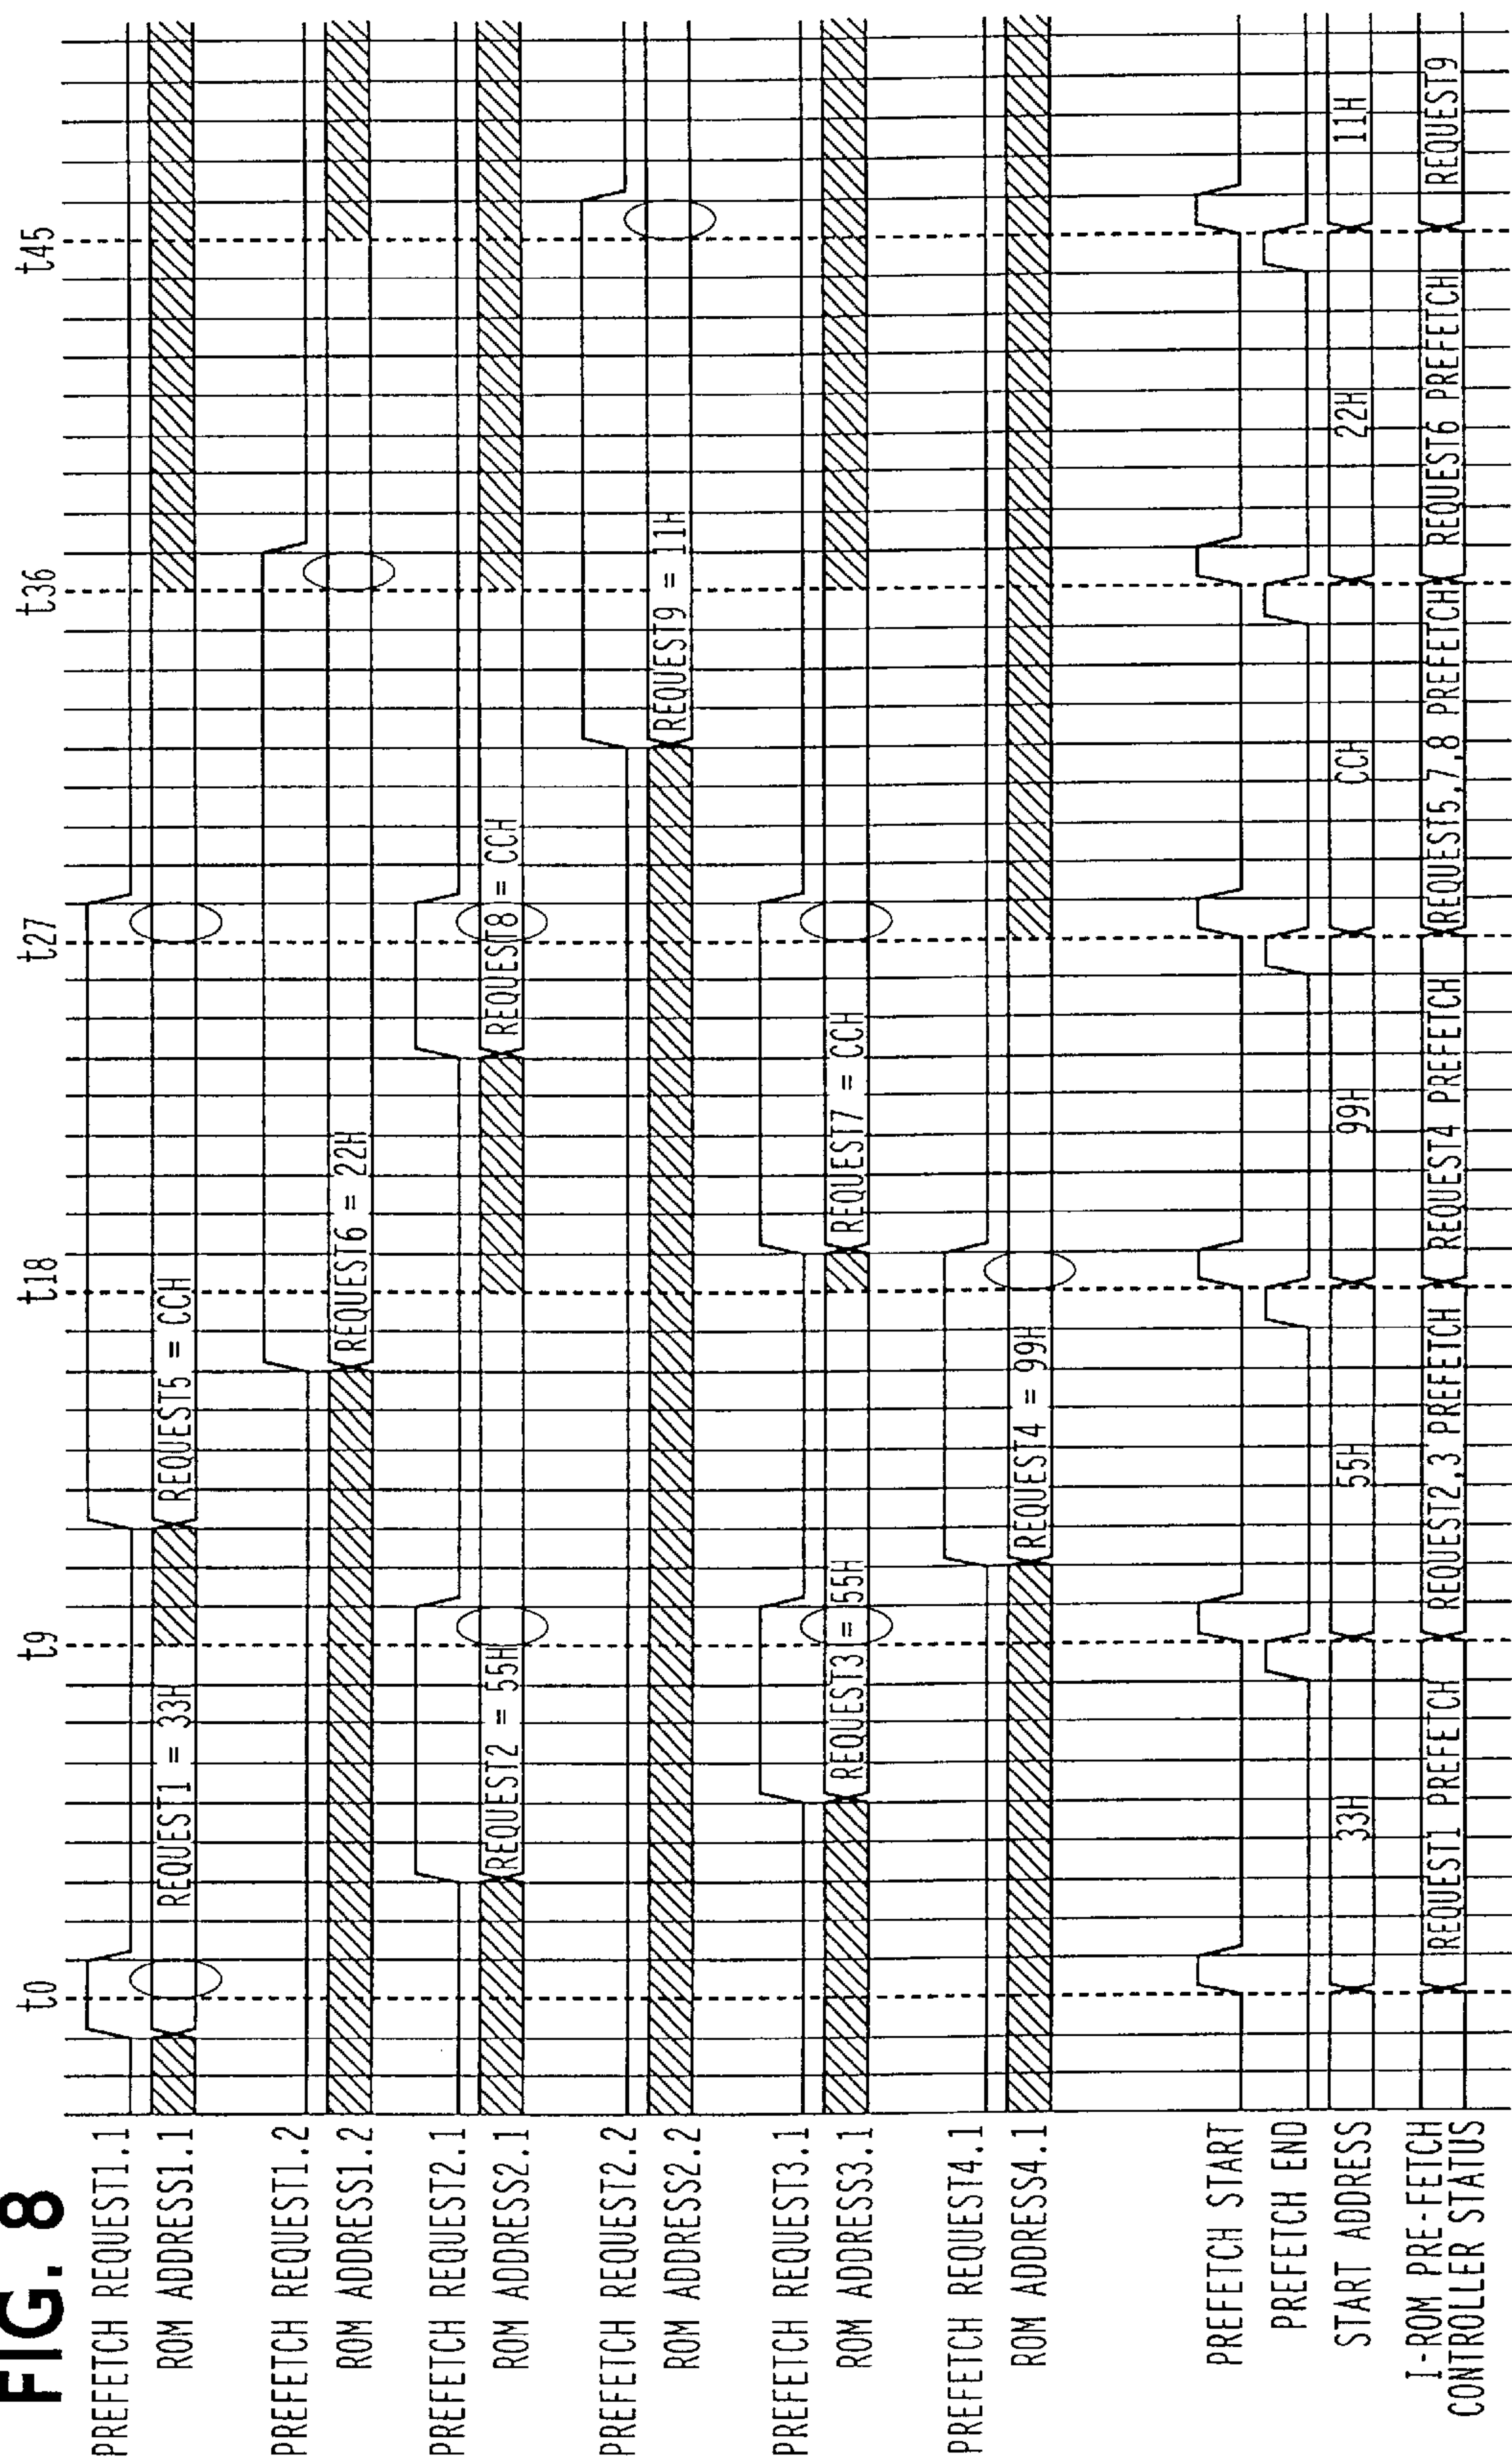 FIG. 8
t0 t9 t18 t27 t36 t45
PREFETCH REQUEST1.1
ROM ADDRESS1.1 REQUEST1 = 33H REQUEST5 = CCH
PREFETCH REQUEST1.2
ROM ADDRESS1.2 REQUEST6 = 22H
PREFETCH REQUEST2.1
ROM ADDRESS2.1 REQUEST2 = 55H REQUEST8 = CCH
PREFETCH REQUEST2.2
ROM ADDRESS2.2 REQUEST9 = 11H
PREFETCH REQUEST3.1
ROM ADDRESS3.1 REQUEST3 = 55H REQUEST7 = CCH
PREFETCH REQUEST4.1
ROM ADDRESS4.1 REQUEST4 = 99H
PREFETCH START
PREFETCH END
START ADDRESS 33H 55H 99H CCH 22H 11H
I-ROM PRE-FETCH
CONTROLLER STATUS REQUEST1 PREFETCH REQUEST2,3 PREFETCH REQUEST4 PREFETCH REQUEST5,7,8 PREFETCH REQUEST6 PREFETCH REQUEST9